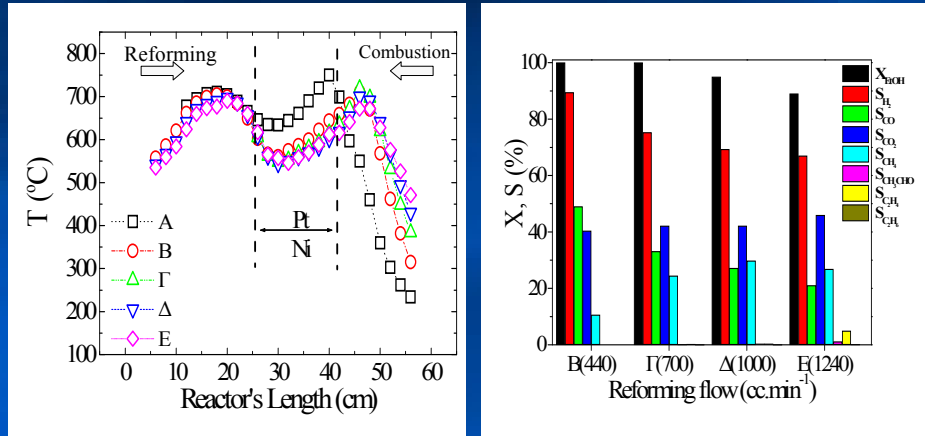 800
700
600
500
400
300
200
100
T (ºC)
Reforming
Combustion
Pt
Ni
A
B
Γ
Δ
E
0 10 20 30 40 50 60
Reactor's Length (cm)
100
80
60
40
20
0
X, S (%)
X_EtOH
S_H₂
S_CO
S_CO₂
S_CH₄
S_CH₃CHO
B(440) Γ(700) Δ(1000) E(1240)
Reforming flow (cc.min⁻¹)